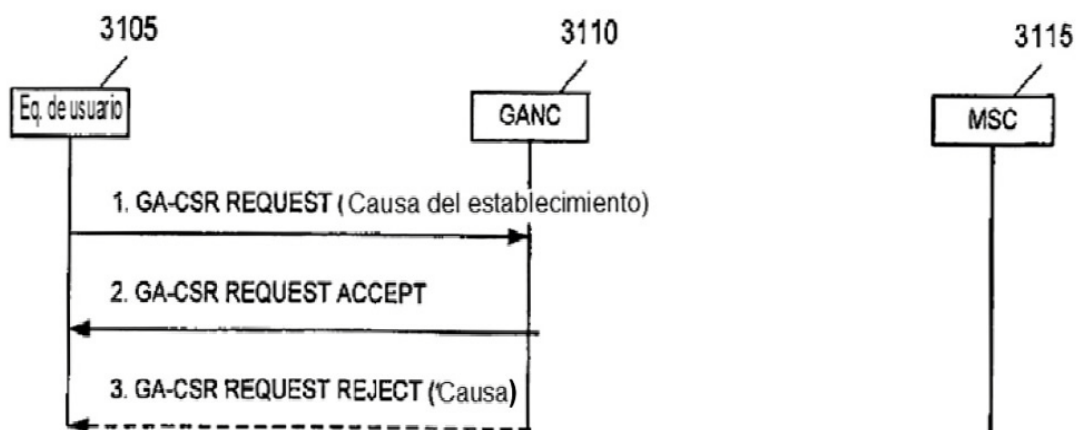 3105
3110
3115
Eq. de usuario
GANC
MSC
1. GA-CSR REQUEST (Causa del establecimiento)
2. GA-CSR REQUEST ACCEPT
3. GA-CSR REQUEST REJECT (Causa)